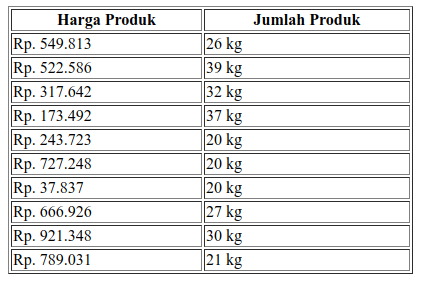 Harga Produk Jumlah Produk
Rp. 549.813 26 kg
Rp. 522.586 39 kg
Rp. 317.642 32 kg
Rp. 173.492 37 kg
Rp. 243.723 20 kg
Rp. 727.248 20 kg
Rp. 37.837 20 kg
Rp. 666.926 27 kg
Rp. 921.348 30 kg
Rp. 789.031 21 kg